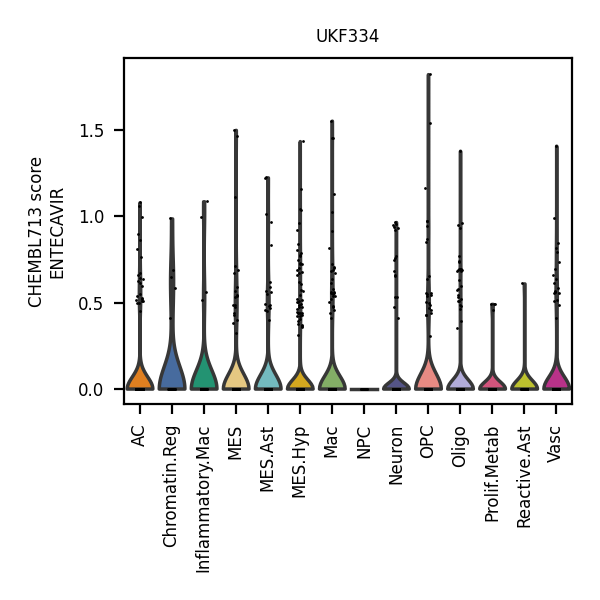 UKF334
CHEMBL713 score
ENTECAVIR
1.5
1.0
0.5
0.0
AC
Chromatin.Reg
Inflammatory.Mac
MES
MES.Ast
MES.Hyp
Mac
NPC
Neuron
OPC
Oligo
Prolif.Metab
Reactive.Ast
Vasc